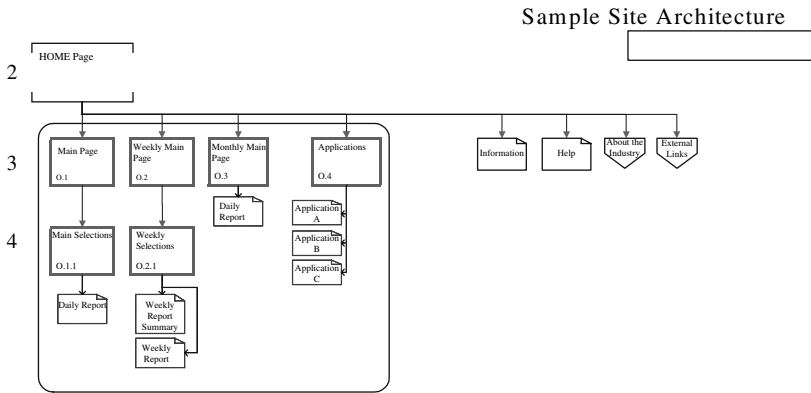 Sample Site Architecture
HOME Page
2
3
Main Page
O.1
Weekly Main
Page
O.2
Monthly Main
Page
O.3
Applications
O.4
Information
Help
About the
Industry
External
Links
Daily
Report
Application
A
Application
B
Application
C
4
Main Selections
O.1.1
Weekly
Selections
O.2.1
Daily Report
Weekly
Report
Summary
Weekly
Report